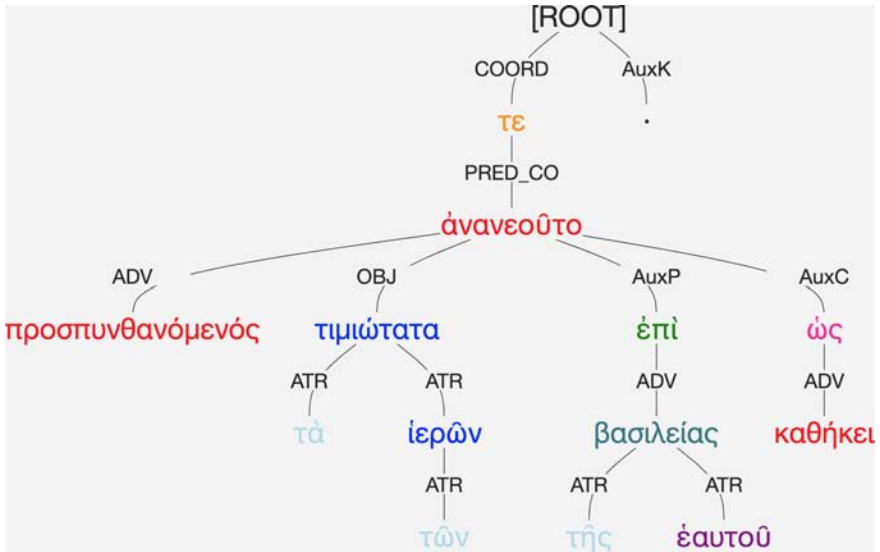 [ROOT]
COORD AuxK
τε .
PRED_CO
ἀνανεοῦτο
ADV OBJ AuxP AuxC
προσπυνθανόμενός τιμιώτατα ἐπὶ ὡς
ATR ATR ADV ADV
τὰ ἱερῶν βασιλείας καθήκει
ATR ATR ATR
τῶν τῆς ἑαυτοῦ